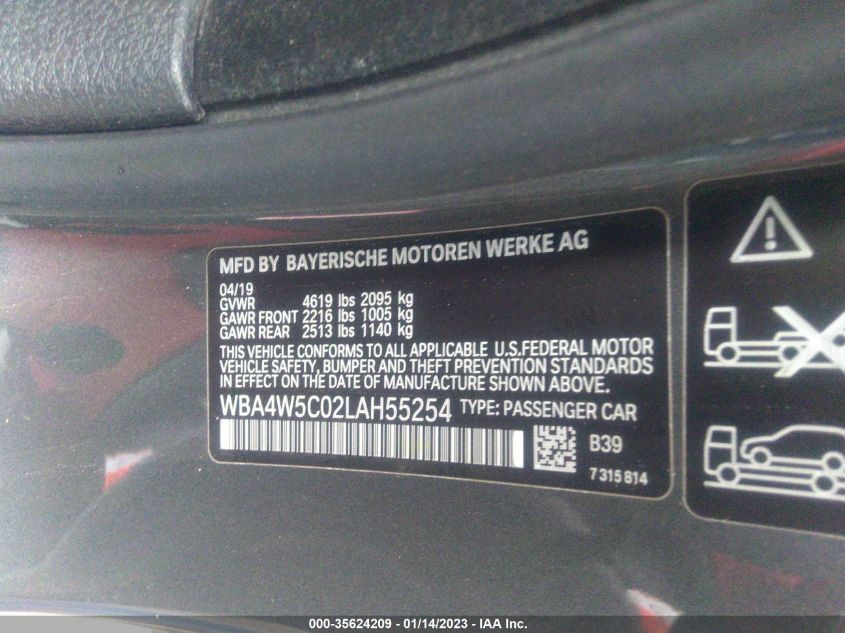 MFD BY BAYERISCHE MOTOREN WERKE AG
04/19
GVWR 4619 lbs 2095 kg
GAWR FRONT 2216 lbs 1005 kg
GAWR REAR 2513 lbs 1140 kg
THIS VEHICLE CONFORMS TO ALL APPLICABLE U.S.FEDERAL MOTOR
VEHICLE SAFETY, BUMPER AND THEFT PREVENTION STANDARDS
IN EFFECT ON THE DATE OF MANUFACTURE SHOWN ABOVE.
WBA4W5C02LAH55254 TYPE: PASSENGER CAR
B39
7 315 814
000-35624209 - 01/14/2023 - IAA Inc.